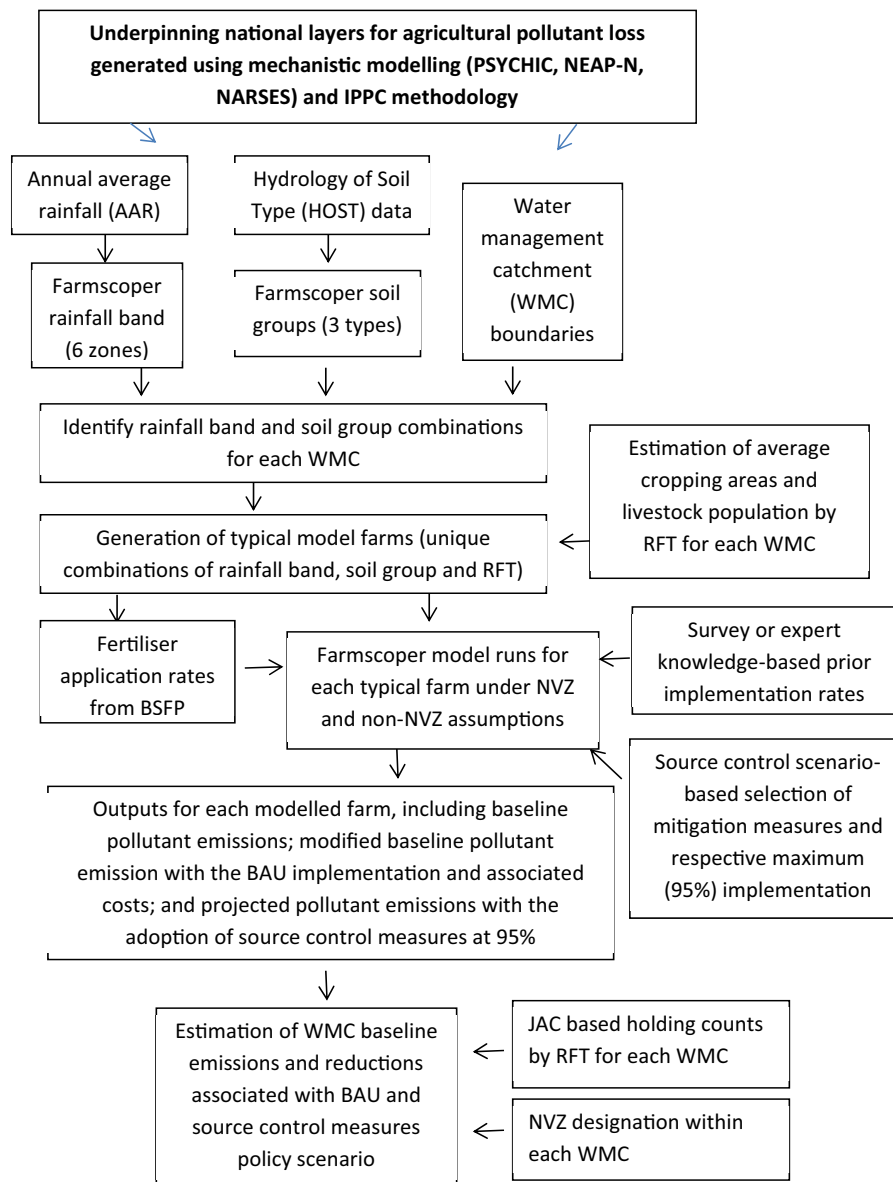 Underpinning national layers for agricultural pollutant loss
generated using mechanistic modelling (PSYCHIC, NEAP-N,
NARSES) and IPPC methodology
Annual average
rainfall (AAR)
Hydrology of Soil
Type (HOST) data
Water
management
catchment
(WMC)
boundaries
Farmscoper
rainfall band
(6 zones)
Farmscoper soil
groups (3 types)
Identify rainfall band and soil group combinations
for each WMC
Estimation of average
cropping areas and
livestock population by
RFT for each WMC
Generation of typical model farms (unique
combinations of rainfall band, soil group and RFT)
Fertiliser
application rates
from BSFP
Farmscoper model runs for
each typical farm under NVZ
and non-NVZ assumptions
Survey or expert
knowledge-based prior
implementation rates
Source control scenario-
based selection of
mitigation measures and
respective maximum
(95%) implementation
Outputs for each modelled farm, including baseline
pollutant emissions; modified baseline pollutant
emission with the BAU implementation and associated
costs; and projected pollutant emissions with the
adoption of source control measures at 95%
Estimation of WMC baseline
emissions and reductions
associated with BAU and
source control measures
policy scenario
JAC based holding counts
by RFT for each WMC
NVZ designation within
each WMC